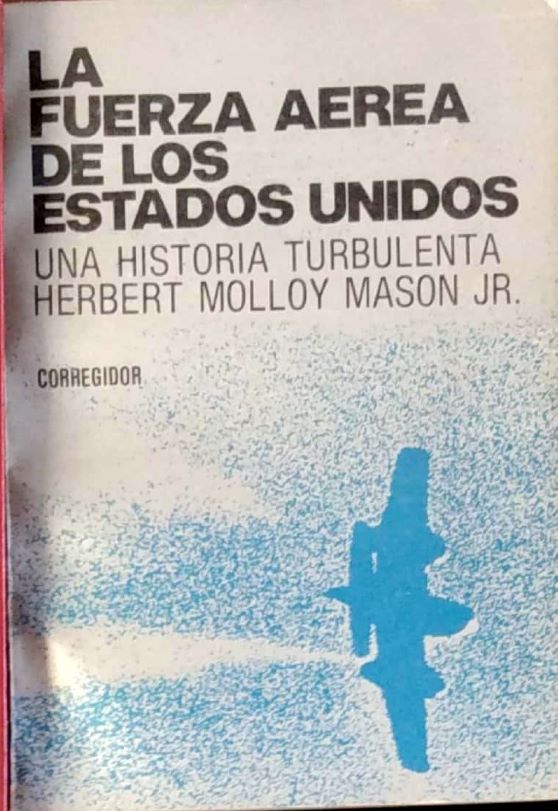 LA
FUERZA AEREA
DE LOS
ESTADOS UNIDOS
UNA HISTORIA TURBULENTA
HERBERT MOLLOY MASON JR.
CORREGIDOR